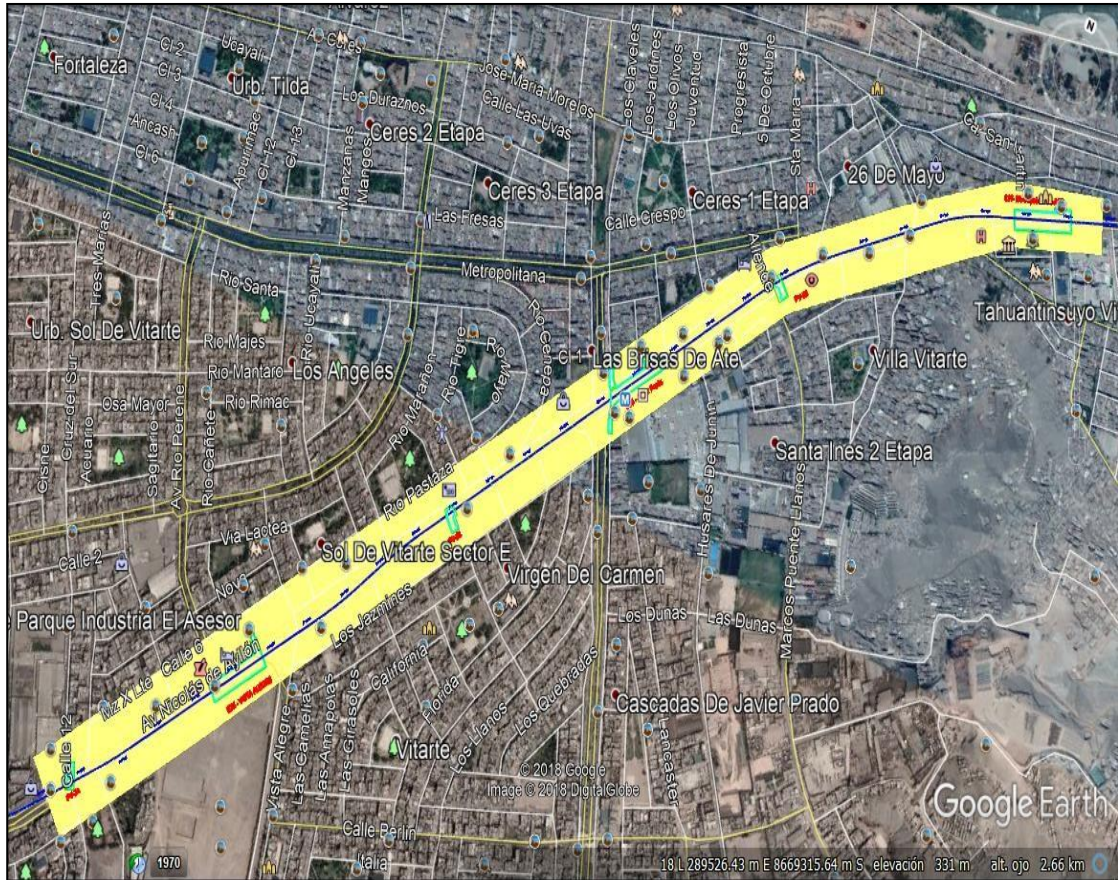 Fortaleza
Cl 2
Ucayali
Cl 3
Urb. Tilda
Cl 4
Ancash
Cl 6
Apurimac
Cl 12
Cl 13
Los Duraznos
Manzanas
Mangos
Ceres 2 Etapa
Jose Maria Morelos
Calle Las Uvas
Ceres 3 Etapa
Las Fresas
Calle Crespo
Los Claveles
Los Jardines
Los Olivos
Juventud
Progresista
5 De Octubre
Sta Maria
Ceres 1 Etapa
26 De Mayo
Tres Marias
Rio Santa
Metropolitana
Allience
Tahuantinsuyo Vi
Urb. Sol De Vitarte
Rio Majes
Rio Ucayali
Rio Mantaro
Los Angeles
Osa Mayor
Rio Rimac
Rio Tigre
Rio Mayo
Rio Cenepa
Cl 1
Las Brisas De Ate
Villa Vitarte
Cisne
Cruz del Sur
Acuario
Sagitario
Av Rio Perene
Rio Cañete
Rio Marañon
Rio Pastaza
Santa Ines 2 Etapa
Husares De Junin
Marcos Puente Llanos
Calle 2
Via Lactea
Nova
Sol De Vitarte Sector E
Virgen Del Carmen
Parque Industrial El Asesor
Los Jazmines
Los Dunas
Las Dunas
Mz X Lte
Calle 6
Av Nicolás de Ayllón
Calle 12
California
Florida
Los Llanos
Los Quebradas
Vista Alegre
Las Camelias
Las Amapolas
Las Girasoles
Vitarte
Cascadas De Javier Prado
Lancaster
© 2018 Google
Image © 2018 DigitalGlobe
Google Earth
Calle Berlin
Italia
1970
18 L 289526.43 m E 8669315.64 m S elevación 331 m alt. ojo 2.66 km